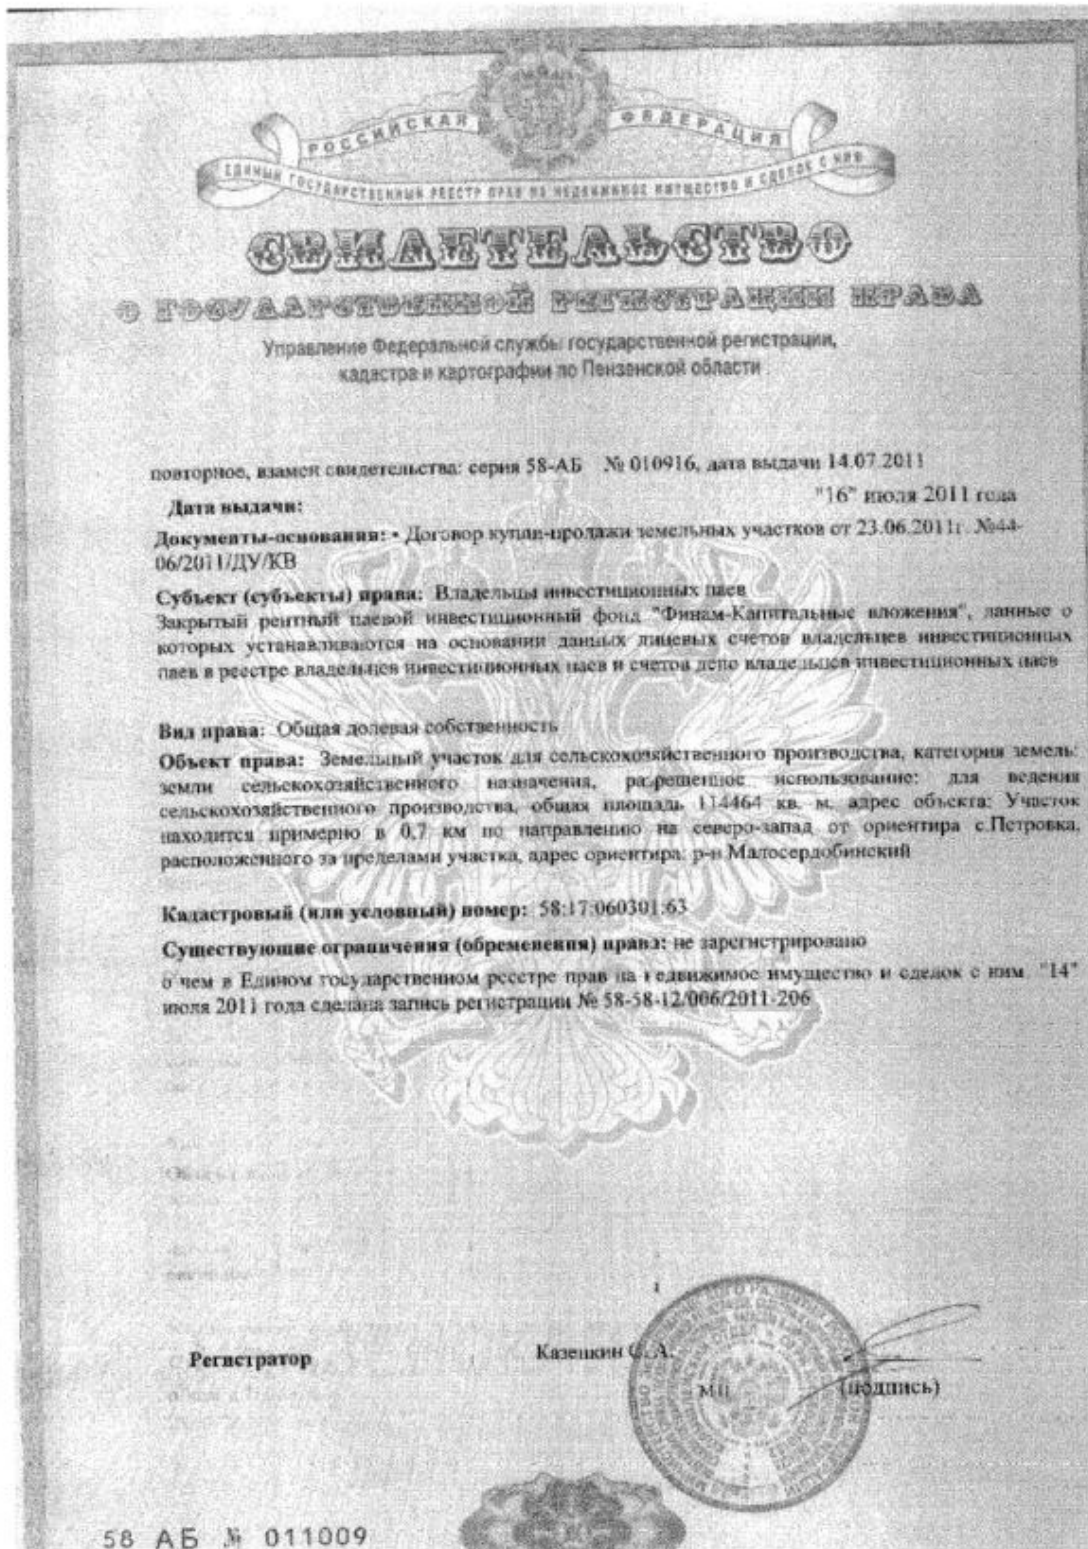 РОССИЙСКАЯ ФЕДЕРАЦИЯ
ЕДИНЫЙ ГОСУДАРСТВЕННЫЙ РЕЕСТР ПРАВ НА НЕДВИЖИМОЕ ИМУЩЕСТВО И СДЕЛОК С НИМ
СВИДЕТЕЛЬСТВО
О ГОСУДАРСТВЕННОЙ РЕГИСТРАЦИИ ПРАВА
Управление Федеральной службы государственной регистрации,
кадастра и картографии по Пензенской области
повторное, взамен свидетельства: серия 58-АБ № 010916, дата выдачи 14.07.2011
Дата выдачи: "16" июля 2011 года
Документы-основания: • Договор купли-продажи земельных участков от 23.06.2011г. №44-
06/2011/ДУ/КВ
Субъект (субъекты) права: Владельцы инвестиционных паев
Закрытый рентный паевой инвестиционный фонд "Финам-Капитальные вложения", данные о
которых устанавливаются на основании данных лицевых счетов владельцев инвестиционных
паев в реестре владельцев инвестиционных паев и счетов депо владельцев инвестиционных паев
Вид права: Общая долевая собственность
Объект права: Земельный участок для сельскохозяйственного производства, категория земель:
земли сельскохозяйственного назначения, разрешенное использование: для ведения
сельскохозяйственного производства, общая площадь 114464 кв. м, адрес объекта: Участок
находится примерно в 0,7 км по направлению на северо-запад от ориентира с.Петровка,
расположенного за пределами участка, адрес ориентира: р-н Малосердобинский
Кадастровый (или условный) номер: 58:17:060301:63
Существующие ограничения (обременения) права: не зарегистрировано
о чем в Едином государственном реестре прав на недвижимое имущество и сделок с ним "14"
июля 2011 года сделана запись регистрации № 58-58-12/006/2011-206
Регистратор Казенкин С. А.
МП (подпись)
58 АБ № 011009